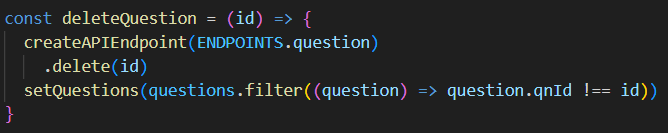 const deleteQuestion = (id) => {
  createAPIEndpoint(ENDPOINTS.question)
    .delete(id)
  setQuestions(questions.filter((question) => question.qnId !== id))
}